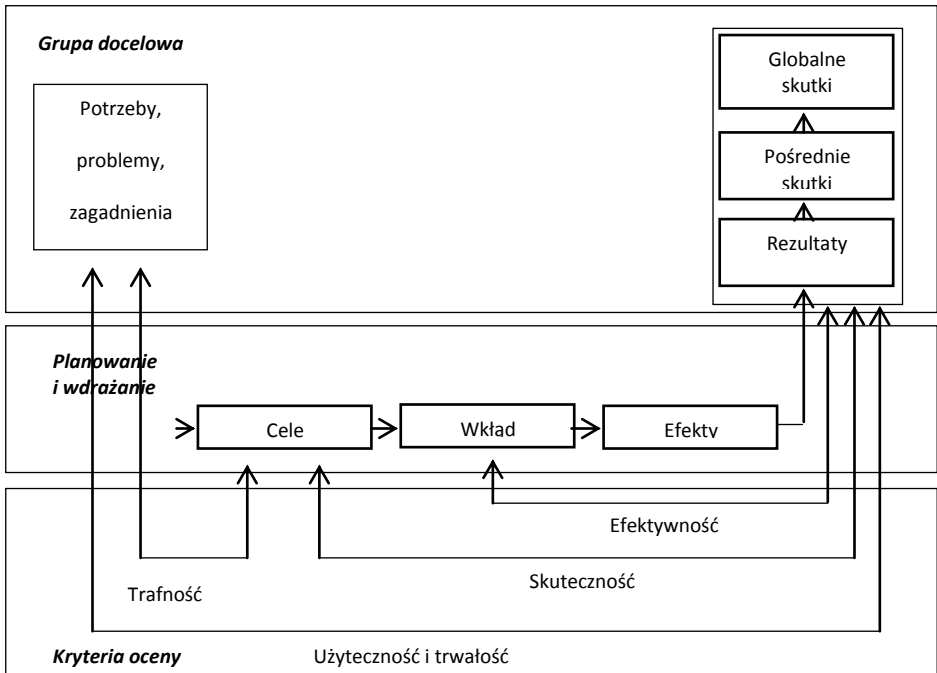 Grupa docelowa
Potrzeby,
problemy,
zagadnienia
Globalne
skutki
Pośrednie
skutki
Rezultaty
Planowanie
i wdrażanie
Cele
Wkład
Efekty
Efektywność
Skuteczność
Trafność
Kryteria oceny
Użyteczność i trwałość